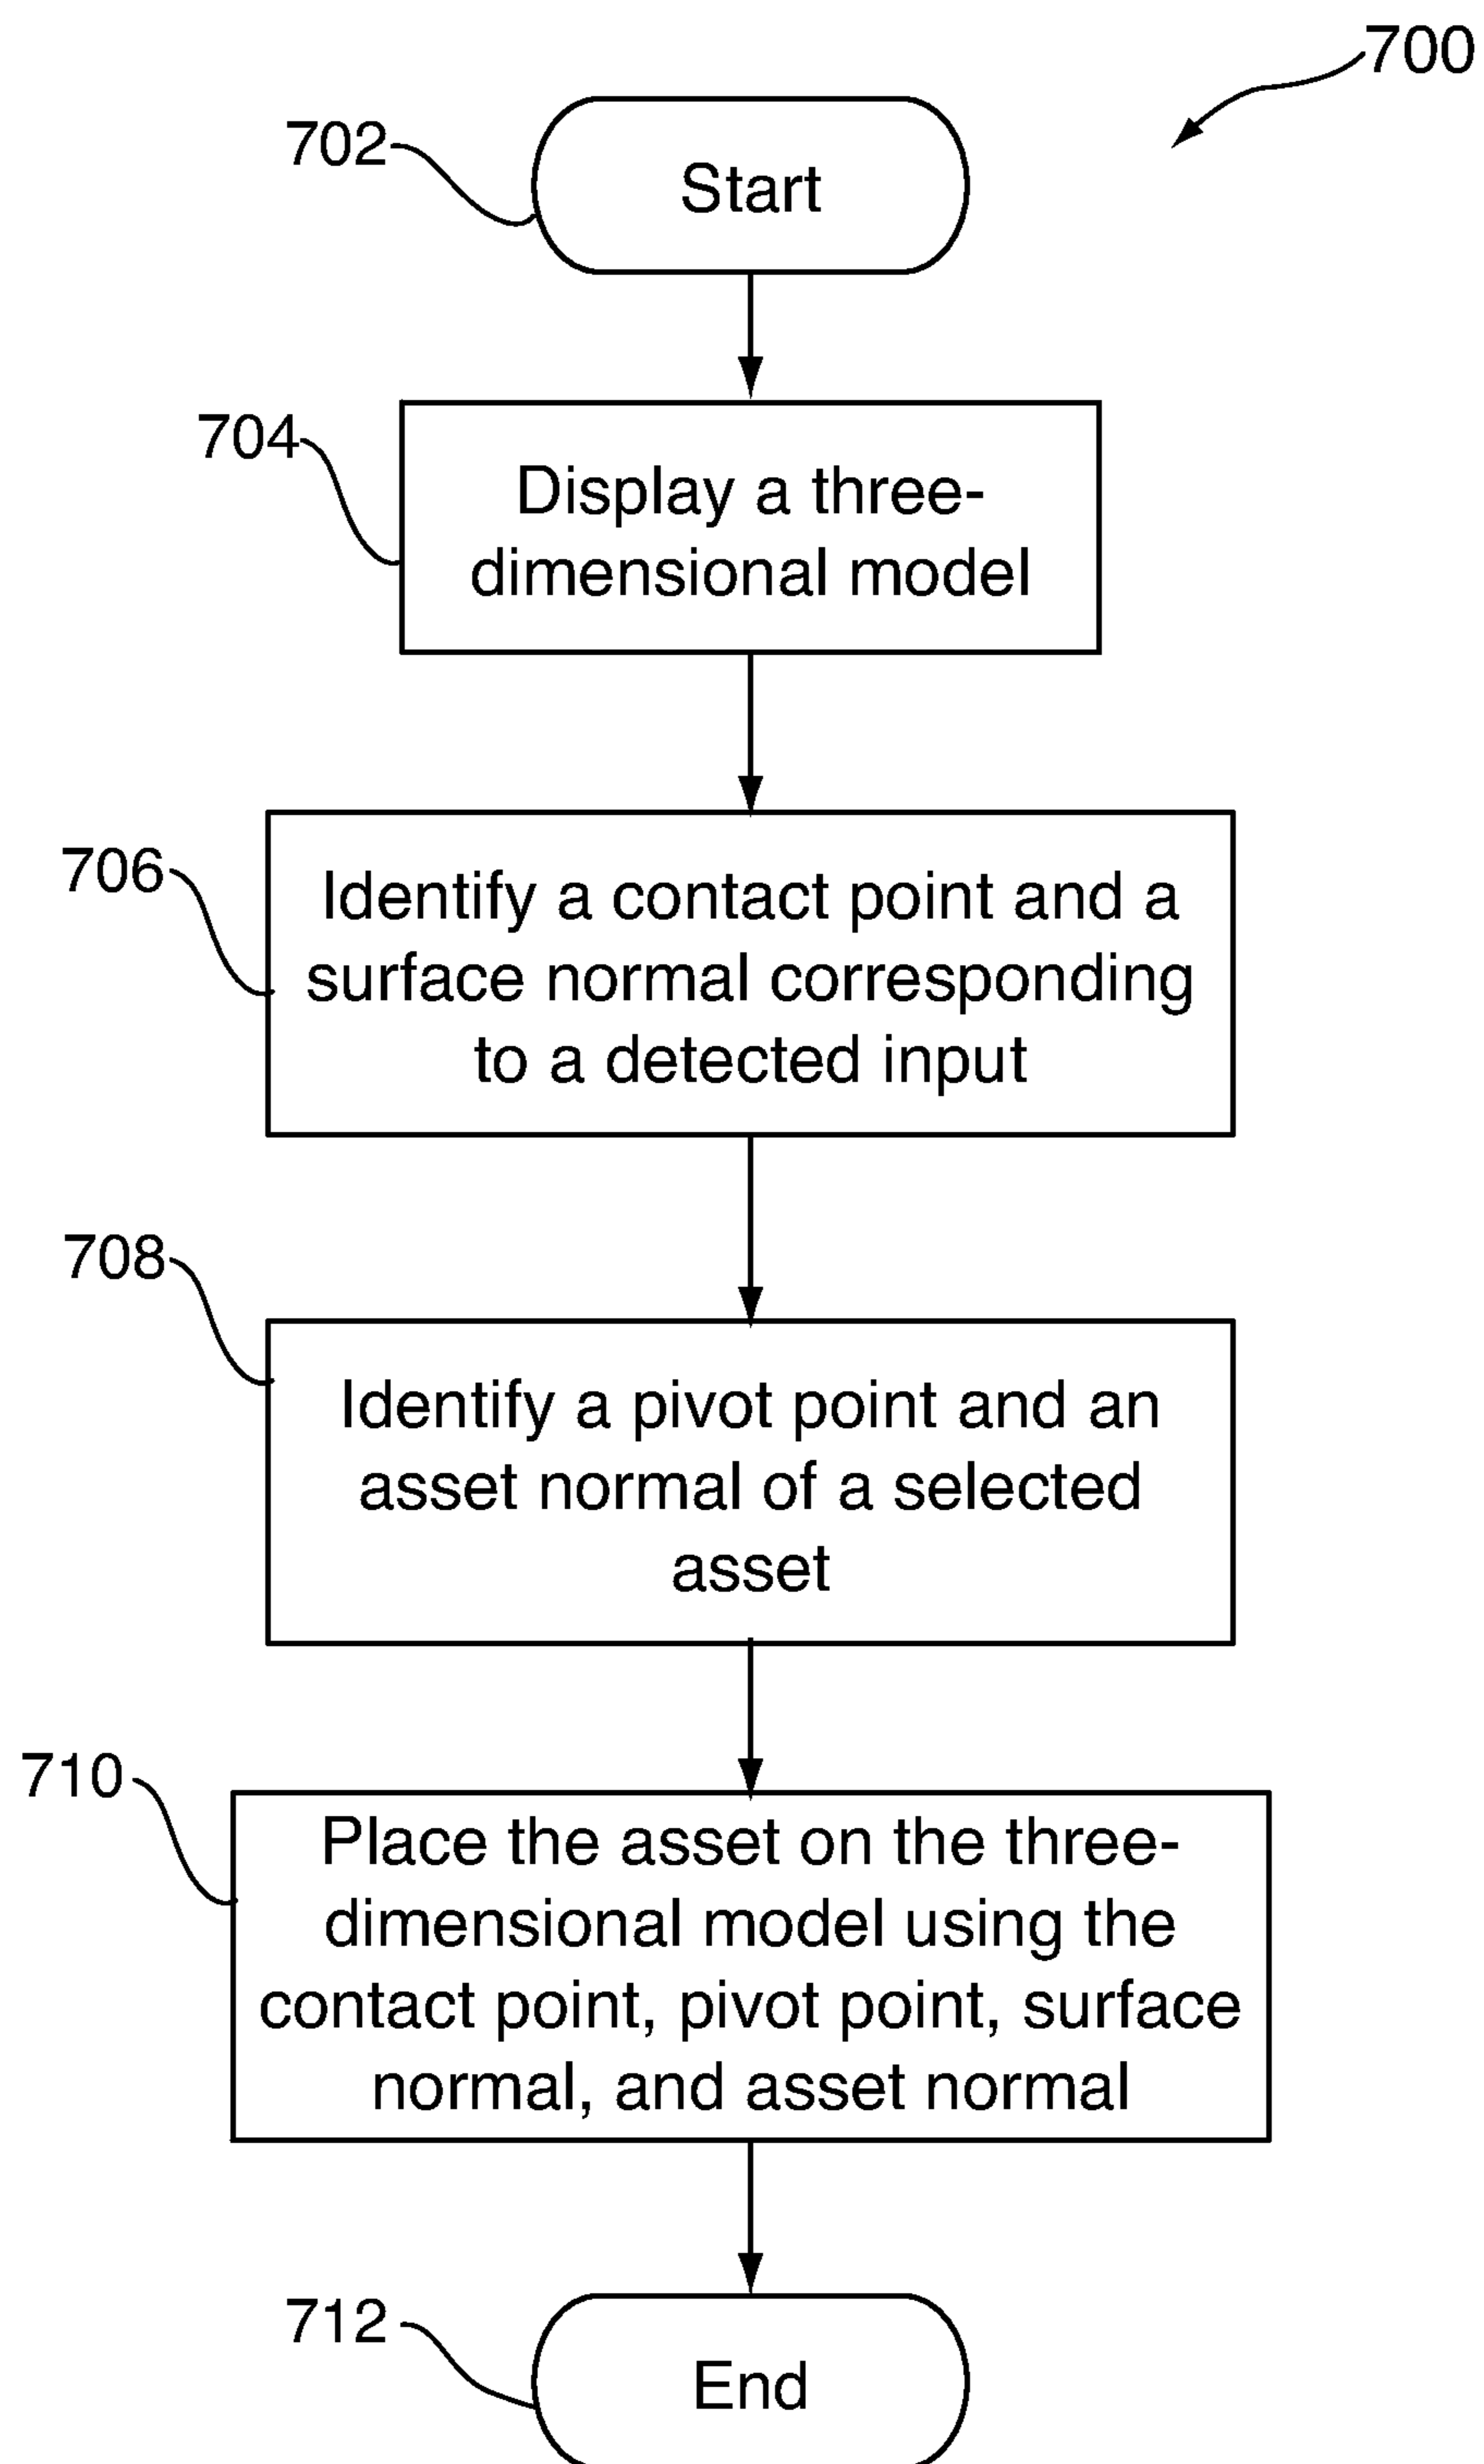 700
702
Start
704
Display a three-
dimensional model
706
Identify a contact point and a
surface normal corresponding
to a detected input
708
Identify a pivot point and an
asset normal of a selected
asset
710
Place the asset on the three-
dimensional model using the
contact point, pivot point, surface
normal, and asset normal
712
End